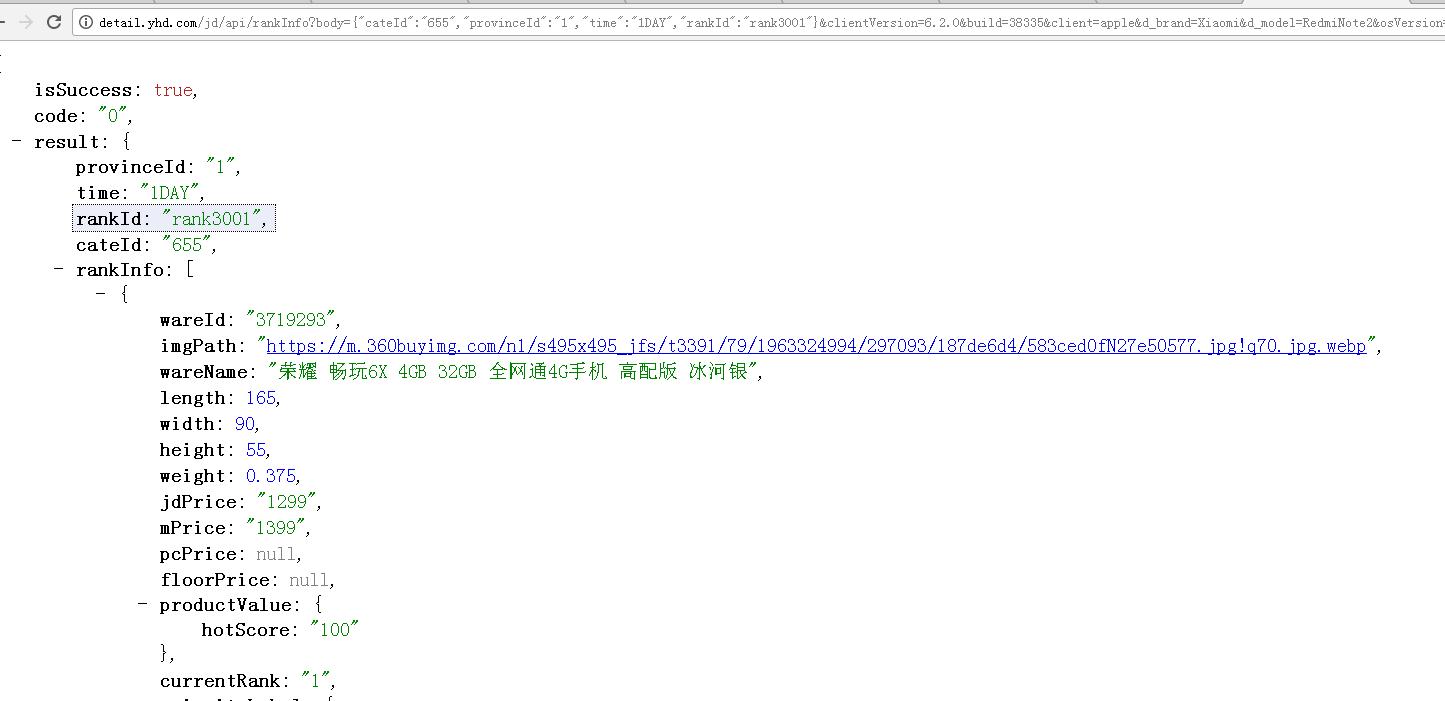 detail.yhd.com/jd/api/rankInfo?body={"cateId":"655","provinceId":"1","time":"1DAY","rankId":"rank3001"}&clientVersion=6.2.0&build=38335&client=apple&d_brand=Xiaomi&d_model=RedmiNote2&osVersion=
isSuccess: true,
code: "0",
- result: {
provinceId: "1",
time: "1DAY",
rankId: "rank3001",
cateId: "655",
- rankInfo: [
- {
wareId: "3719293",
imgPath: "https://m.360buyimg.com/n1/s495x495_jfs/t3391/79/1963324994/297093/187de6d4/583ced0fN27e50577.jpg!q70.jpg.webp",
wareName: "荣耀 畅玩6X 4GB 32GB 全网通4G手机 高配版 冰河银",
length: 165,
width: 90,
height: 55,
weight: 0.375,
jdPrice: "1299",
mPrice: "1399",
pcPrice: null,
floorPrice: null,
- productValue: {
hotScore: "100"
},
currentRank: "1",